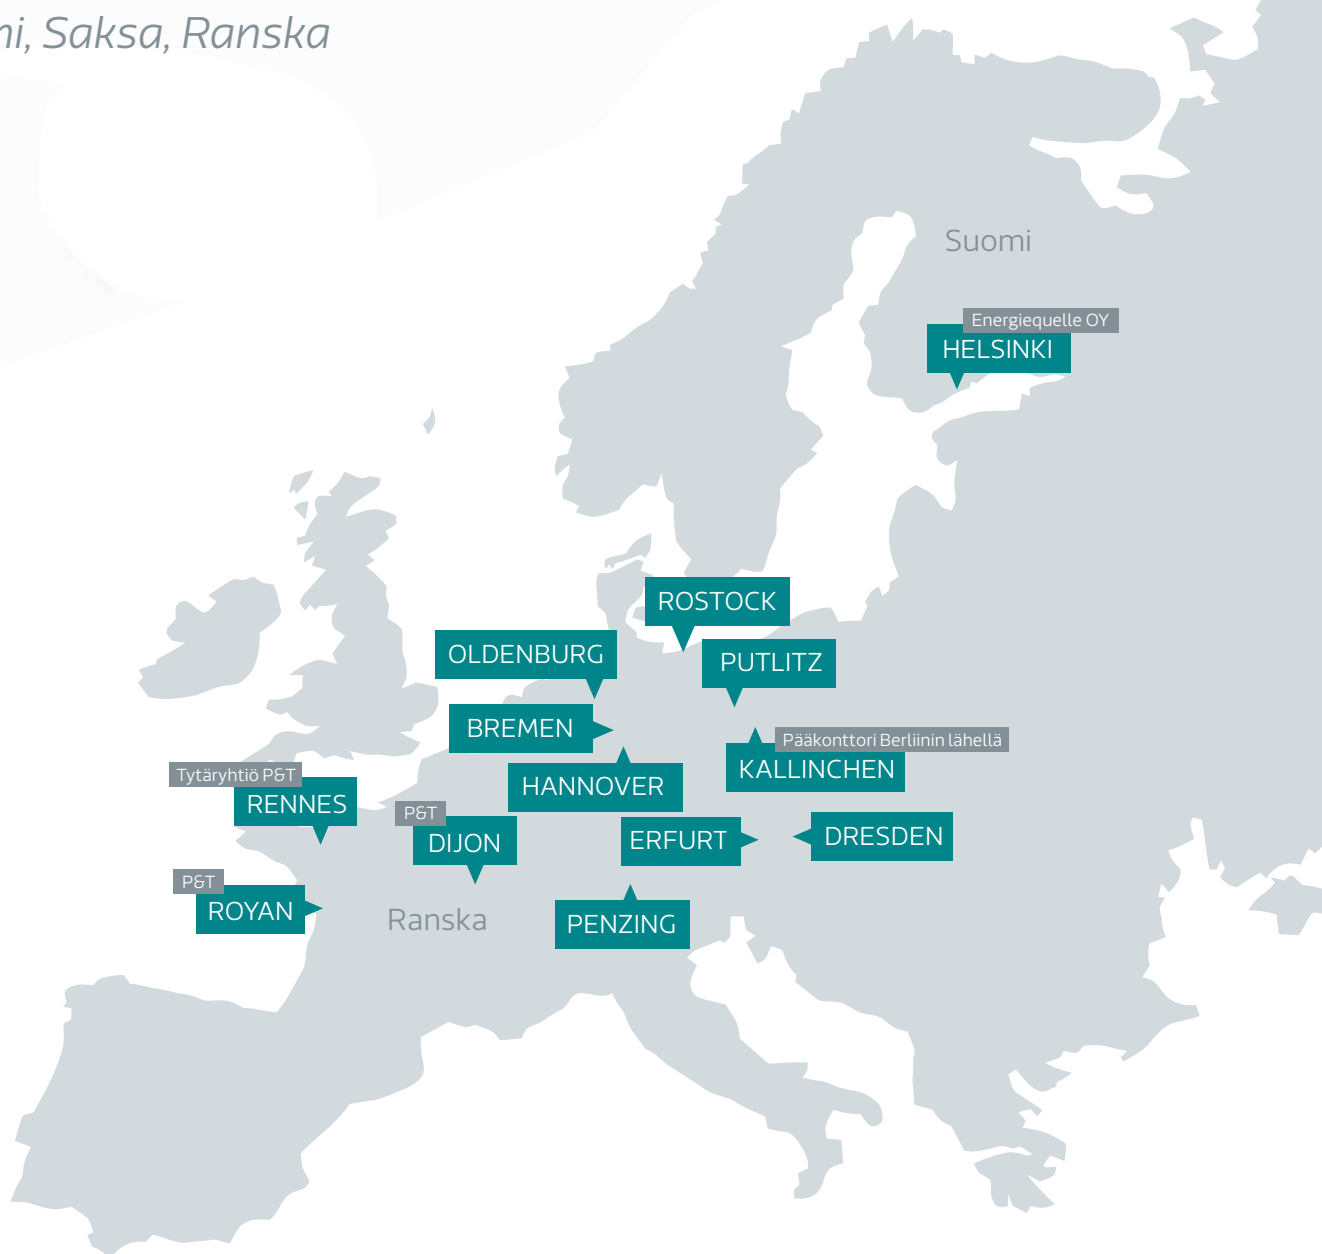 Saksa, Ranska
Suomi
Energiequelle OY
HELSINKI
ROSTOCK
OLDENBURG
PUTLITZ
BREMEN
Pääkonttori Berliinin lähellä
KALLINCHEN
HANNOVER
Tytäryhtiö P&T
RENNES
P&T
DIJON
ERFURT
DRESDEN
P&T
ROYAN
Ranska
PENZING